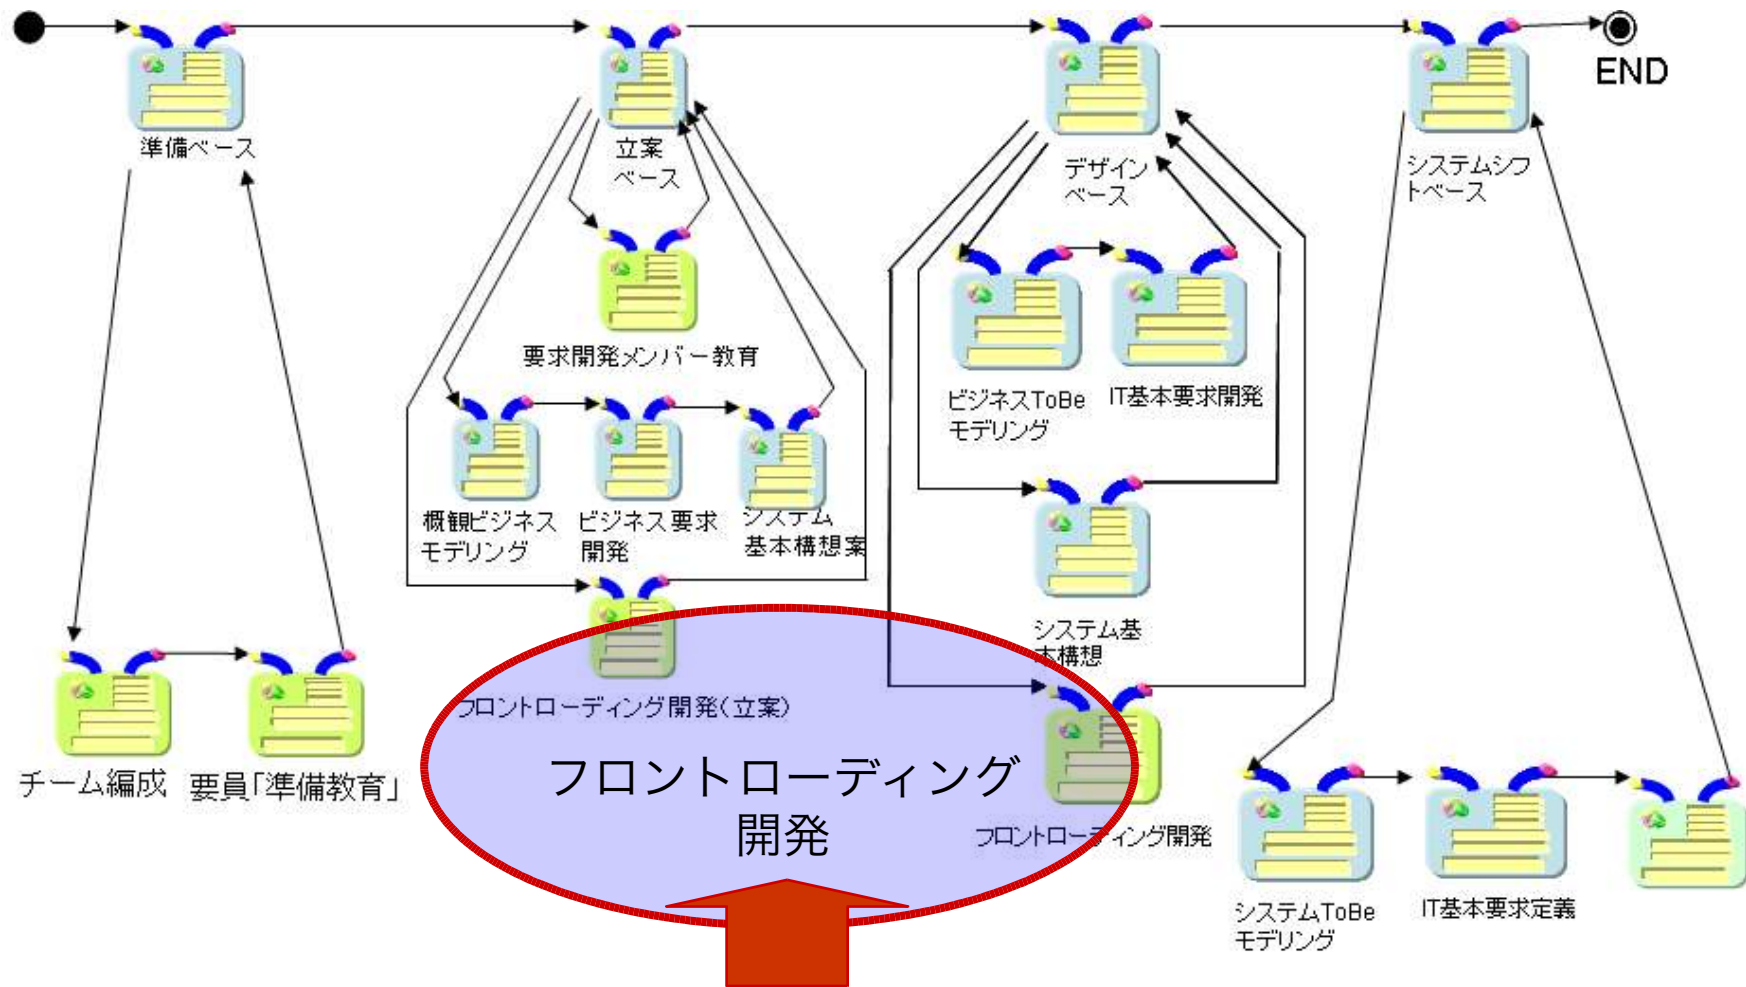 END
準備ベース
立案
ベース
デザイン
ベース
システムシフ
トベース
要求開発メンバー教育
ビジネスToBe
モデリング
IT基本要求開発
概観ビジネス
モデリング
ビジネス要求
開発
システム
基本構想案
システム基
本構想
フロントローディング開発(立案)
チーム編成
要員「準備教育」
フロントローディング
開発
フロントローディング開発
システムToBe
モデリング
IT基本要求定義